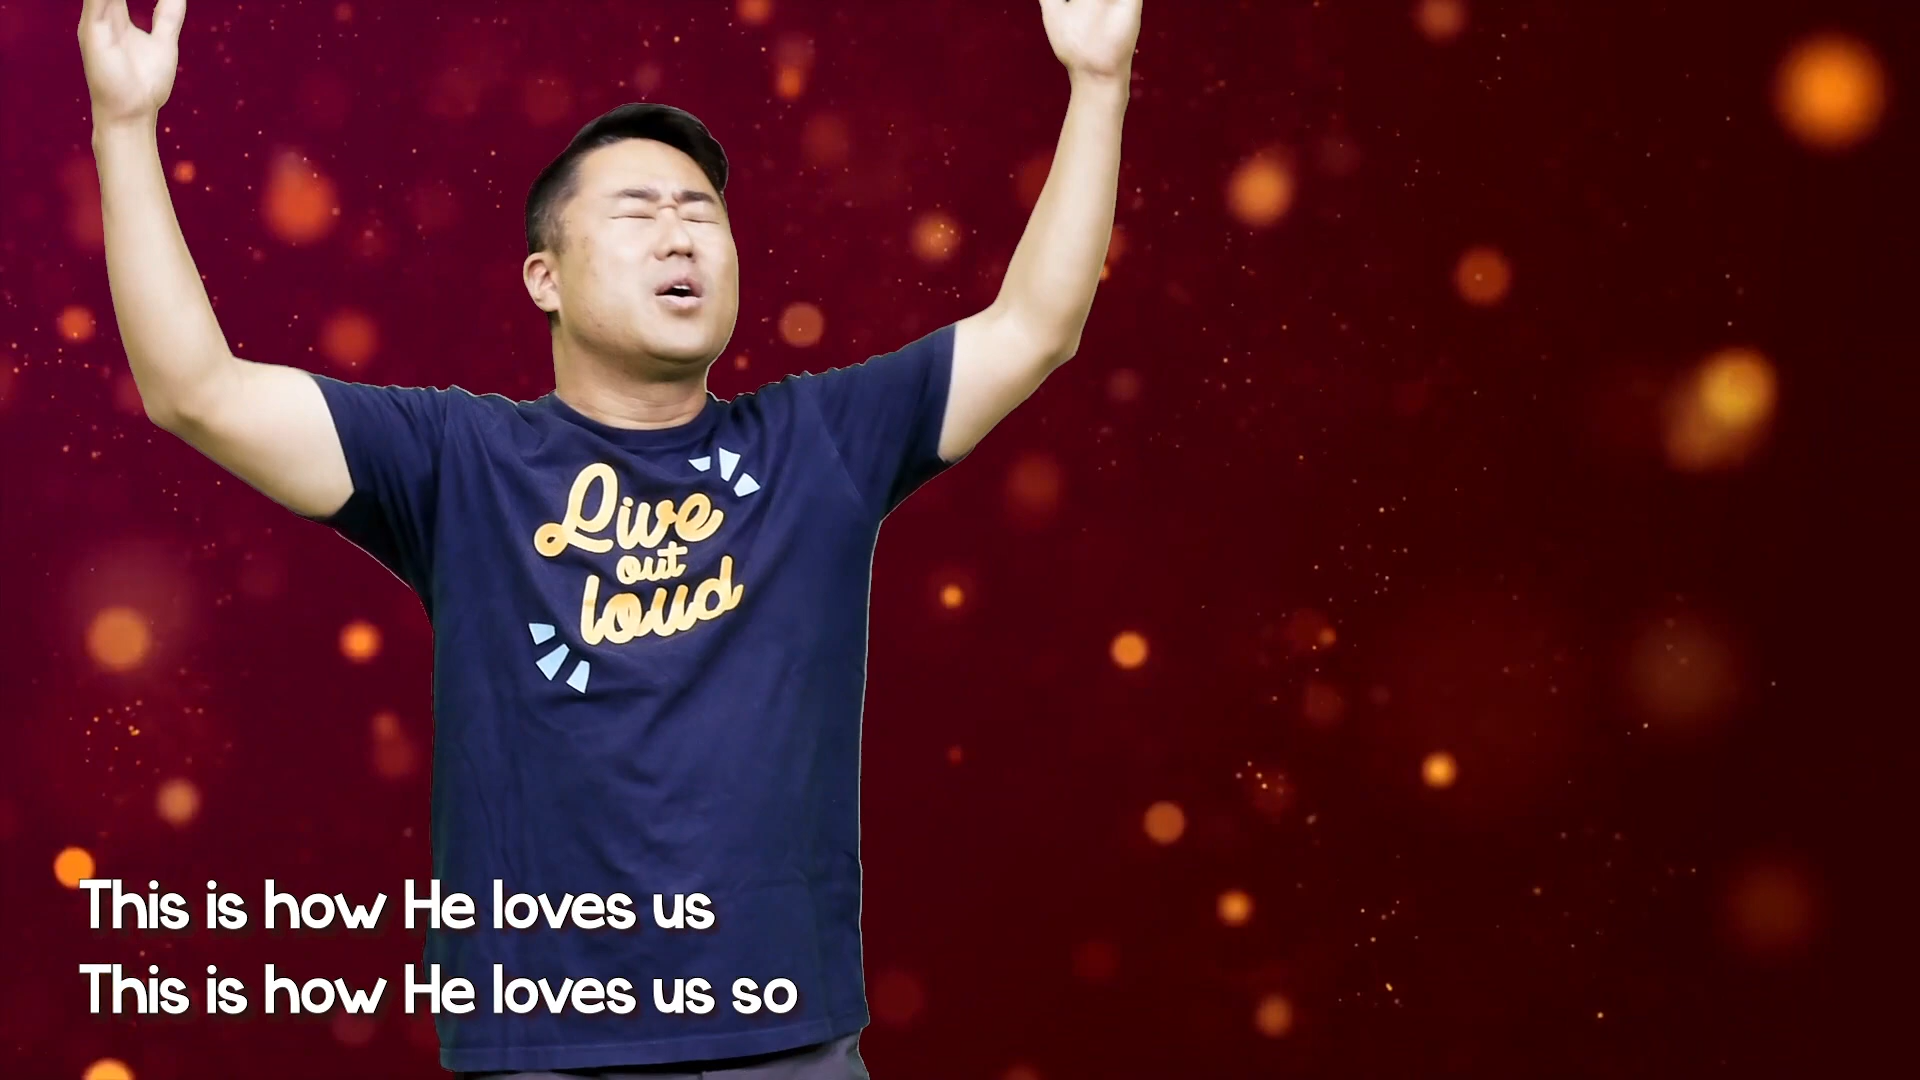 Live
out
loud
This is how He loves us
This is how He loves us so